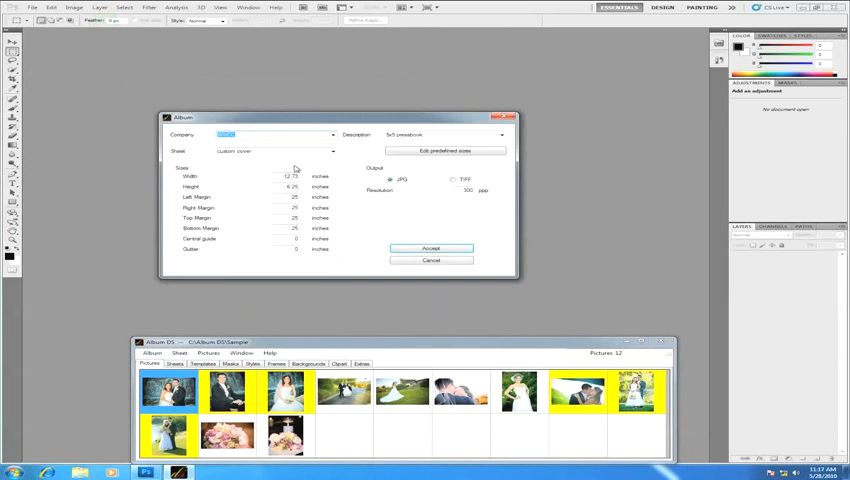 File Edit Image Layer Select Filter Analysis 3D View Window Help
ESSENTIALS DESIGN PAINTING CS Live
Feather: 0 px Style: Normal Refine Edge...
COLOR SWATCHES STYLES
0
0
0
ADJUSTMENTS MASKS
Add an adjustment
No document open
LAYERS CHANNELS PATHS
Normal
Album
Company Description 5x5 pressbook
Sheet custom cover Edit predefined sizes
Sizes Output
Width 12.73 inches JPG TIFF
Height 6.25 inches Resolution 300 ppp
Left Margin .25 inches
Right Margin .25 inches
Top Margin .25 inches
Bottom Margin .25 inches
Central guide 0 inches
Gutter 0 inches
Accept
Cancel
Album DS — C:\Album DS\Sample
Album Sheet Pictures Window Help Pictures 12
Pictures Sheets Templates Masks Styles Frames Backgrounds Clipart Extras
Ps
11:17 AM
5/28/2010